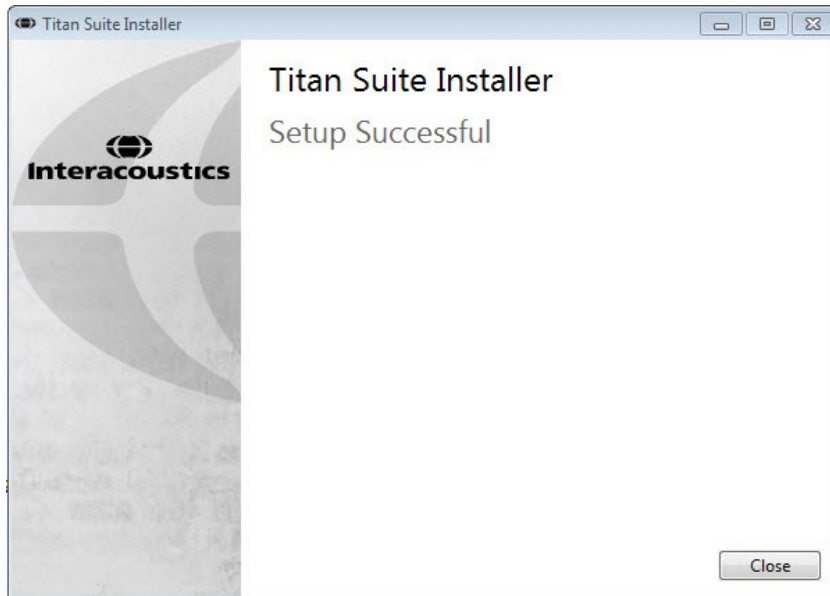 Titan Suite Installer
Titan Suite Installer
Setup Successful
Interacoustics
Close